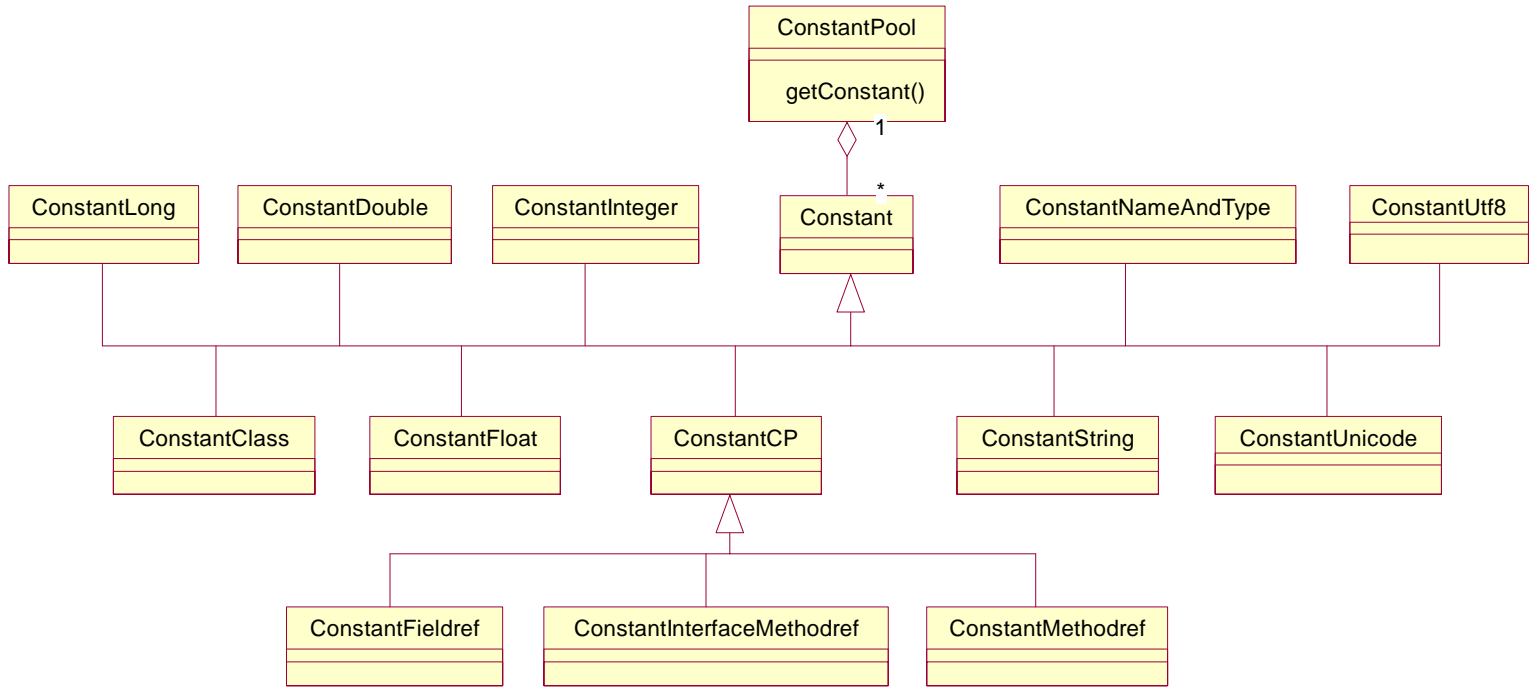 ConstantPool
getConstant()
1
*
ConstantLong
ConstantDouble
ConstantInteger
Constant
ConstantNameAndType
ConstantUtf8
ConstantClass
ConstantFloat
ConstantCP
ConstantString
ConstantUnicode
ConstantFieldref
ConstantInterfaceMethodref
ConstantMethodref